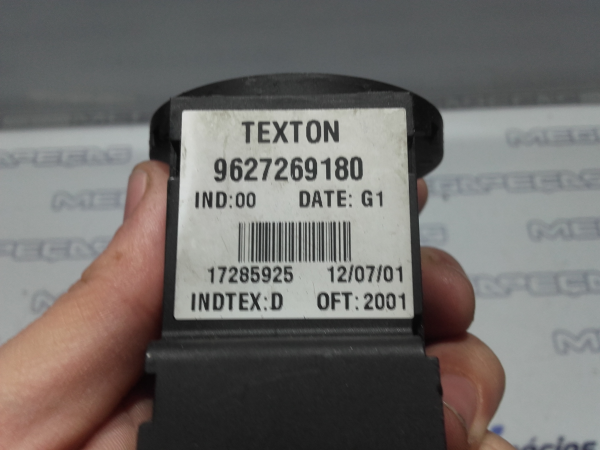 TEXTON
9627269180
IND:00 DATE: G1
17285925 12/07/01
INDTEX:D OFT:2001